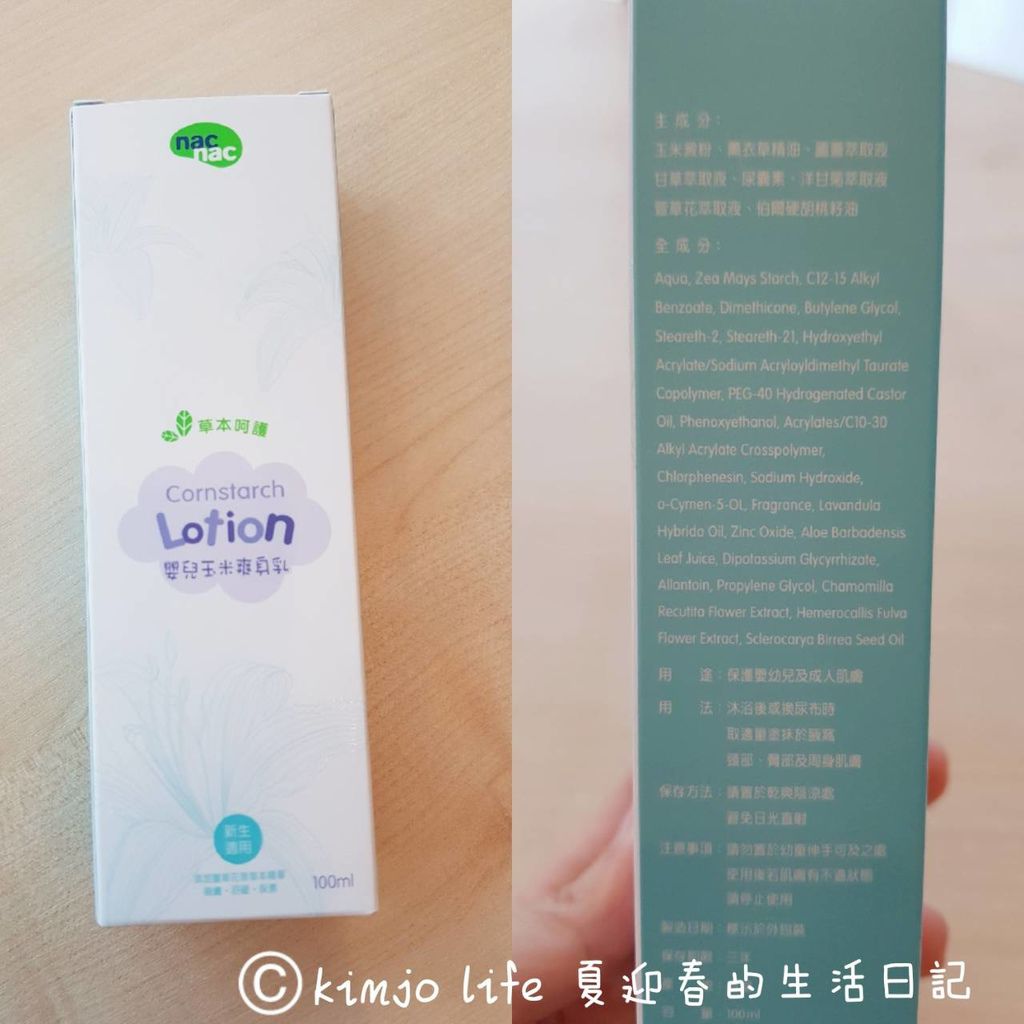 nac
nac
草本呵護
Cornstarch
Lotion
嬰兒玉米爽身乳
新生
適用
100ml
主成分：
玉米澱粉、薰衣草精油、蘆薈萃取液
甘草萃取液、尿囊素、洋甘菊萃取液
萱草花萃取液、伯爾硬胡桃籽油
全成分：
Aqua, Zea Mays Starch, C12-15 Alkyl
Benzoate, Dimethicone, Butylene Glycol,
Steareth-2, Steareth-21, Hydroxyethyl
Acrylate/Sodium Acryloyldimethyl Taurate
Copolymer, PEG-40 Hydrogenated Castor
Oil, Phenoxyethanol, Acrylates/C10-30
Alkyl Acrylate Crosspolymer,
Chlorphenesin, Sodium Hydroxide,
o-Cymen-5-OL, Fragrance, Lavandula
Hybrida Oil, Zinc Oxide, Aloe Barbadensis
Leaf Juice, Dipotassium Glycyrrhizate,
Allantoin, Propylene Glycol, Chamomilla
Recutita Flower Extract, Hemerocallis Fulva
Flower Extract, Sclerocarya Birrea Seed Oil
用途：保護嬰幼兒及成人肌膚
用法：沐浴後或換尿布時
取適量塗抹於腋窩
頸部、臀部及周身肌膚
保存方法：請置於乾爽陰涼處
避免日光直射
注意事項：請勿置於幼童伸手可及之處
使用後若肌膚有不適狀態
請停止使用
製造日期：標示於外包裝
保存期限：三年
容量：100ml
©kimjo life 夏迎春的生活日記